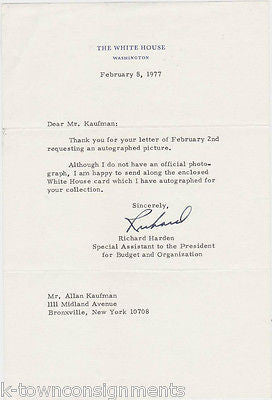 THE WHITE HOUSE
WASHINGTON
February 8, 1977
Dear Mr. Kaufman:
Thank you for your letter of February 2nd
requesting an autographed picture.
Although I do not have an official photo-
graph, I am happy to send along the enclosed
White House card which I have autographed for
your collection.
Sincerely,
Richard
Richard Harden
Special Assistant to the President
for Budget and Organization
Mr. Allan Kaufman
1111 Midland Avenue
Bronxville, New York 10708
k-townconsignments